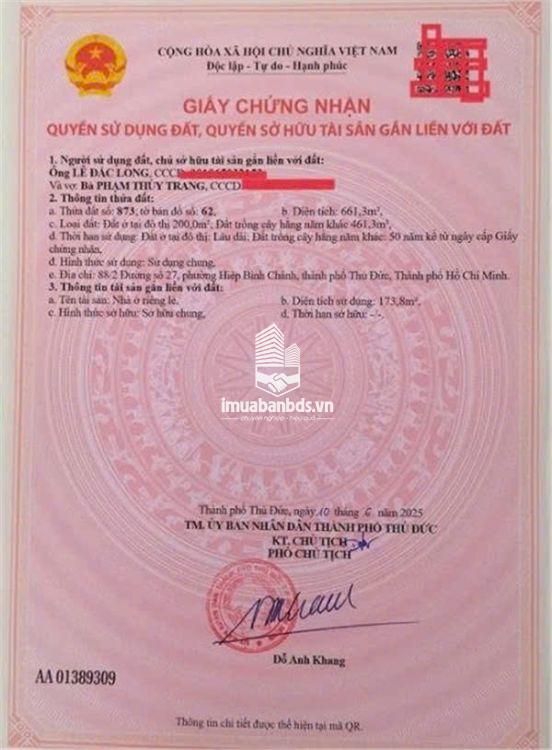 CỘNG HÒA XÃ HỘI CHỦ NGHĨA VIỆT NAM
Độc lập - Tự do - Hạnh phúc
GIẤY CHỨNG NHẬN
QUYỀN SỬ DỤNG ĐẤT, QUYỀN SỞ HỮU TÀI SẢN GẮN LIỀN VỚI ĐẤT
1. Người sử dụng đất, chủ sở hữu tài sản gắn liền với đất:
Ông LÊ ĐẮC LONG, CCCD
Và vợ: Bà PHẠM THÙY TRANG, CCCD
2. Thông tin thửa đất:
a. Thửa đất số: 873; tờ bản đồ số: 62, b. Diện tích: 661,3m²,
c. Loại đất: Đất ở tại đô thị 200,0m²; Đất trồng cây hằng năm khác 461,3m²,
d. Thời hạn sử dụng: Đất ở tại đô thị: Lâu dài; Đất trồng cây hằng năm khác: 50 năm kể từ ngày cấp Giấy
chứng nhận,
đ. Hình thức sử dụng: Sử dụng chung,
e. Địa chỉ: 88/2 Đường số 27, phường Hiệp Bình Chánh, thành phố Thủ Đức, Thành phố Hồ Chí Minh.
3. Thông tin tài sản gắn liền với đất:
a. Tên tài sản: Nhà ở riêng lẻ, b. Diện tích sử dụng: 173,8m²,
c. Hình thức sở hữu: Sở hữu chung, d. Thời hạn sở hữu: -/-.
imuabanbds.vn
chuyên nghiệp - hiệu quả
Thành phố Thủ Đức, ngày 10 tháng 6 năm 2025
TM. ỦY BAN NHÂN DÂN THÀNH PHỐ THỦ ĐỨC
KT. CHỦ TỊCH
PHÓ CHỦ TỊCH
Đỗ Anh Khang
AA 01389309
Thông tin chi tiết được thể hiện tại mã QR.